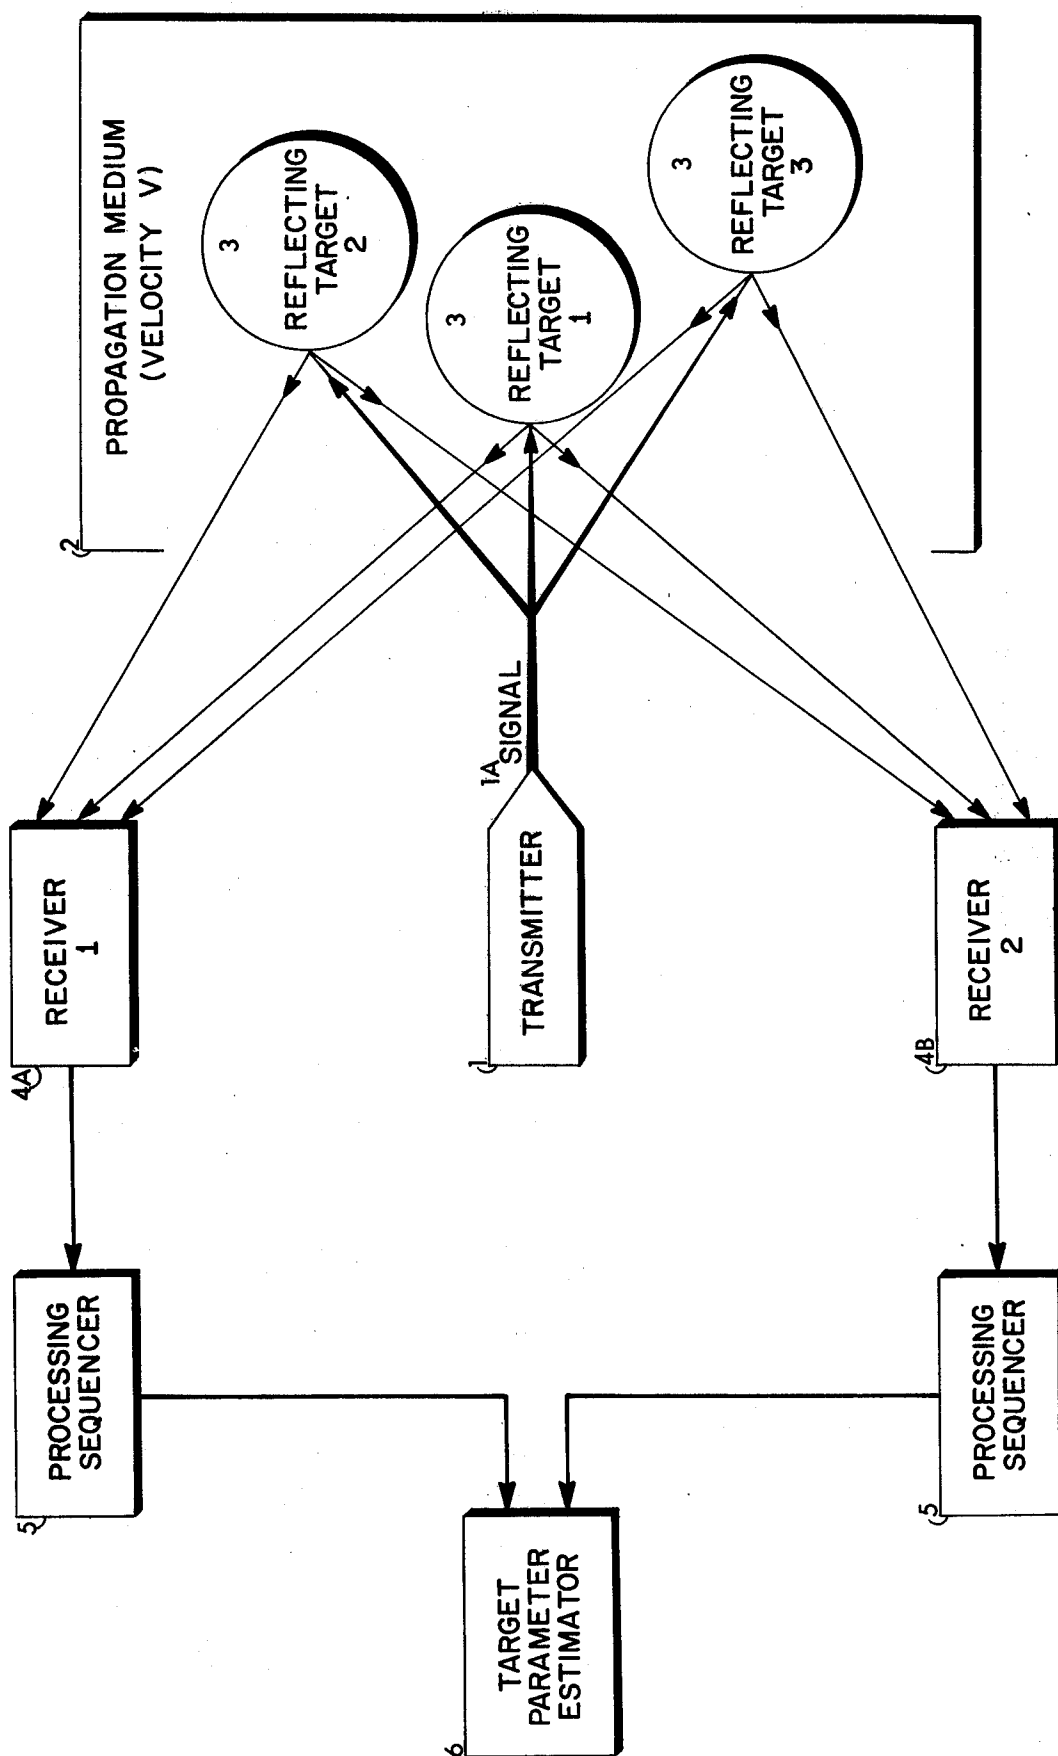 PROPAGATION MEDIUM
(VELOCITY V)
2
3
REFLECTING
TARGET
2
3
REFLECTING
TARGET
1
3
REFLECTING
TARGET
3
1A
SIGNAL
RECEIVER
1
4A
TRANSMITTER
1
RECEIVER
2
4B
PROCESSING
SEQUENCER
5
PROCESSING
SEQUENCER
5
TARGET
PARAMETER
ESTIMATOR
6